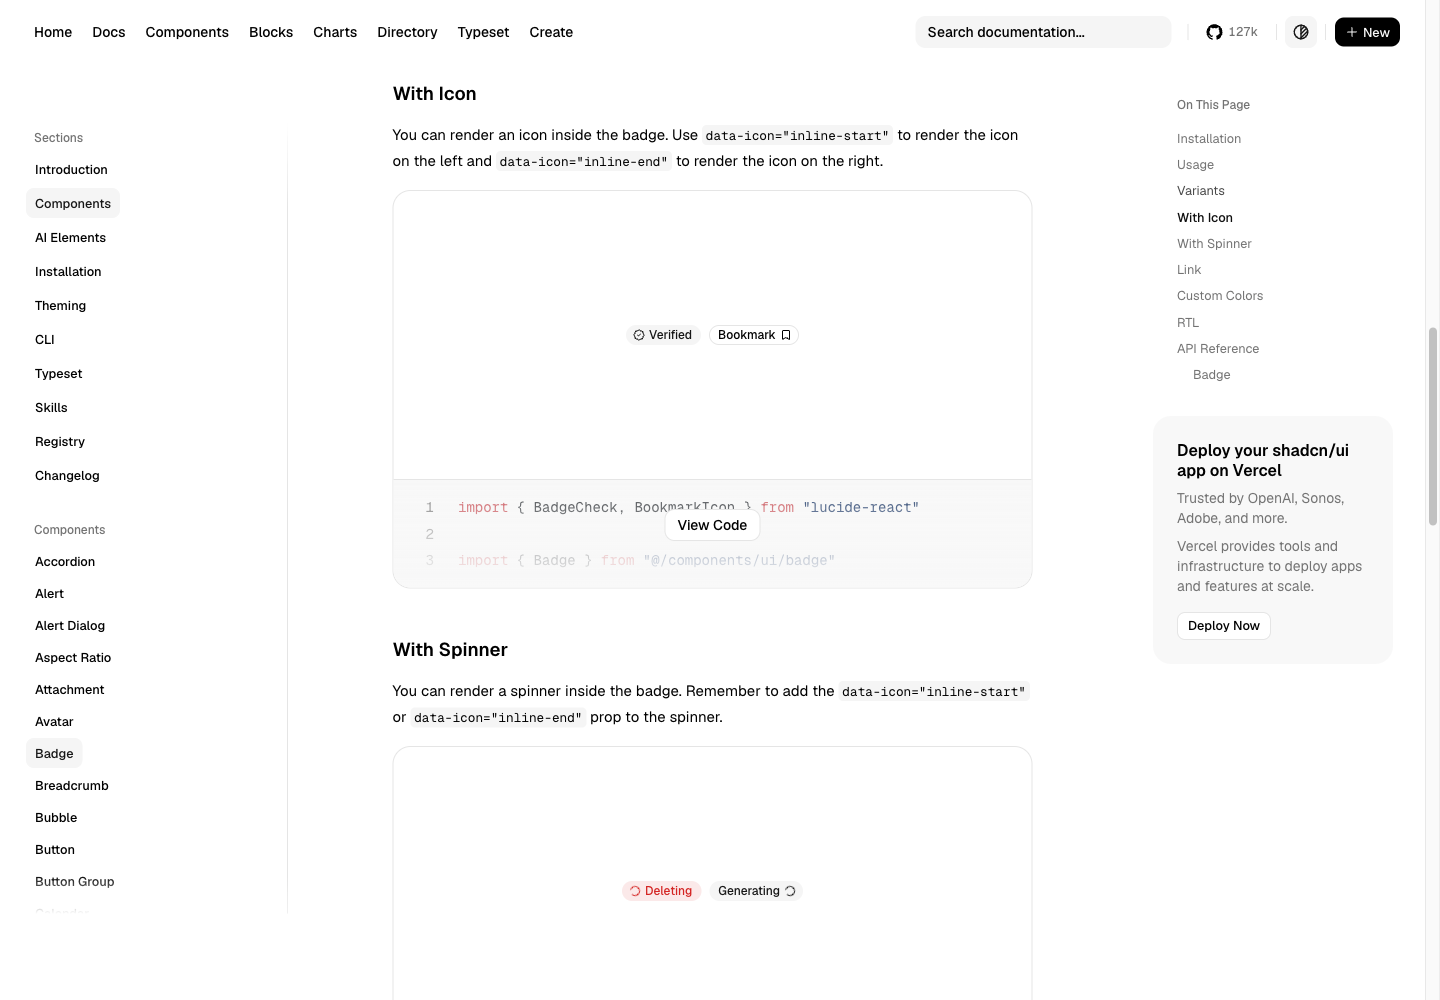 Home Docs Components Blocks Charts Directory Typeset Create Search documentation... 127k New
Sections
Introduction
Components
AI Elements
Installation
Theming
CLI
Typeset
Skills
Registry
Changelog
Components
Accordion
Alert
Alert Dialog
Aspect Ratio
Attachment
Avatar
Badge
Breadcrumb
Bubble
Button
Button Group
Calendar
With Icon
You can render an icon inside the badge. Use data-icon="inline-start" to render the icon
on the left and data-icon="inline-end" to render the icon on the right.
Verified Bookmark
1 import { BadgeCheck, BookmarkIcon } from "lucide-react"
2
View Code
3 import { Badge } from "@/components/ui/badge"
With Spinner
You can render a spinner inside the badge. Remember to add the data-icon="inline-start"
or data-icon="inline-end" prop to the spinner.
Deleting Generating
On This Page
Installation
Usage
Variants
With Icon
With Spinner
Link
Custom Colors
RTL
API Reference
Badge
Deploy your shadcn/ui
app on Vercel
Trusted by OpenAI, Sonos,
Adobe, and more.
Vercel provides tools and
infrastructure to deploy apps
and features at scale.
Deploy Now